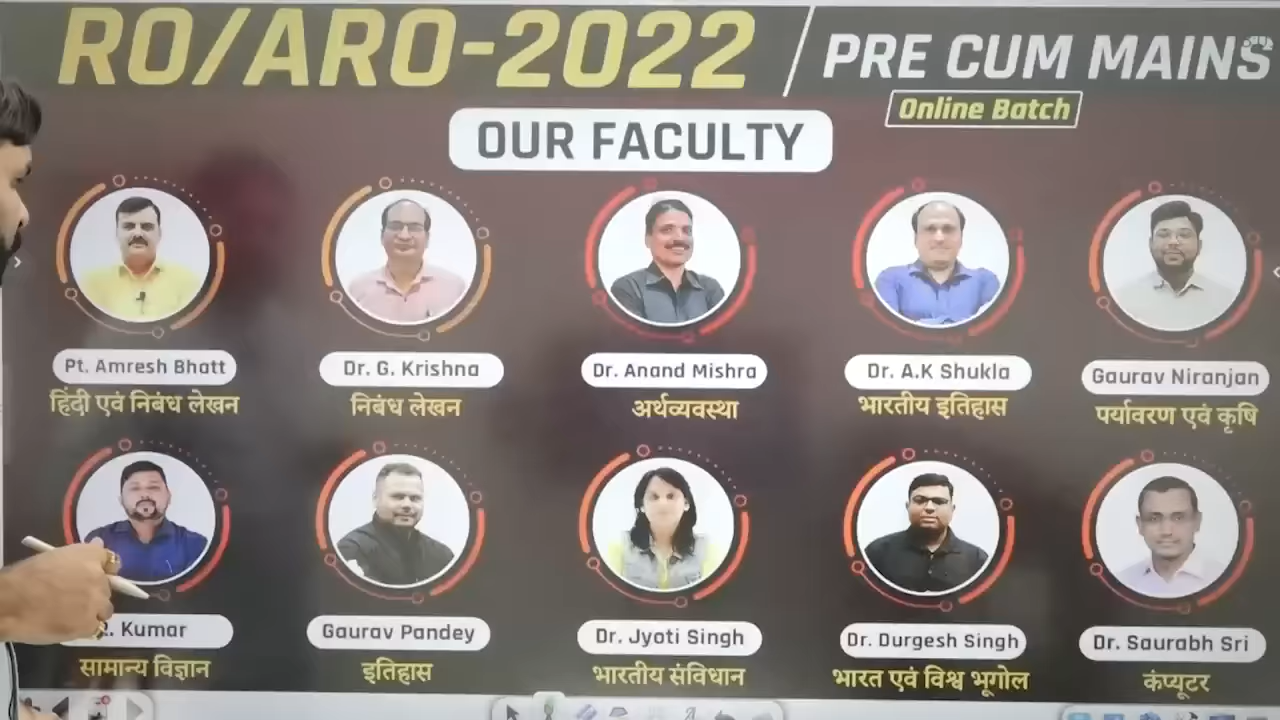 RO/ARO-2022
PRE CUM MAINS
Online Batch
OUR FACULTY
Pt. Amresh Bhatt
हिंदी एवं निबंध लेखन
Dr. G. Krishna
निबंध लेखन
Dr. Anand Mishra
अर्थव्यवस्था
Dr. A.K Shukla
भारतीय इतिहास
Gaurav Niranjan
पर्यावरण एवं कृषि
Kumar
सामान्य विज्ञान
Gaurav Pandey
इतिहास
Dr. Jyoti Singh
भारतीय संविधान
Dr. Durgesh Singh
भारत एवं विश्व भूगोल
Dr. Saurabh Sri
कंप्यूटर